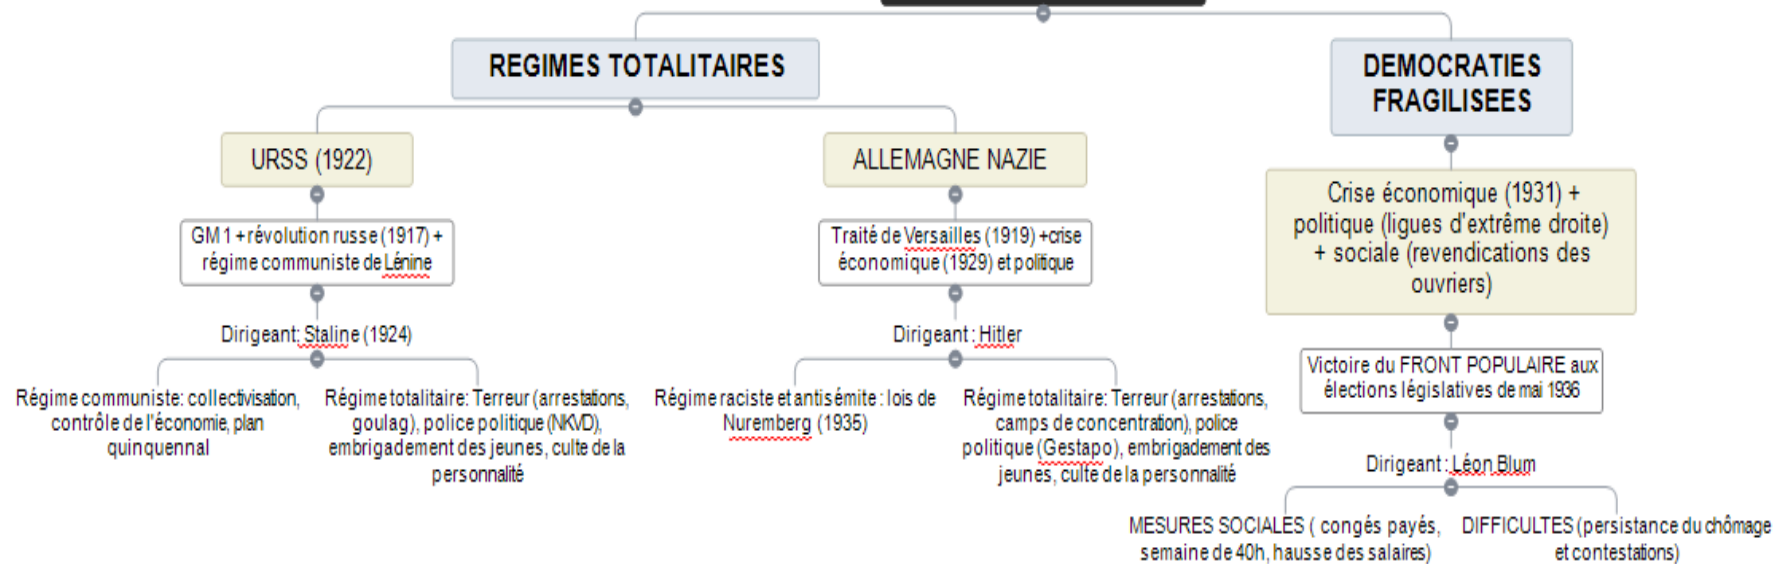 REGIMES TOTALITAIRES
DEMOCRATIES
FRAGILISEES
URSS (1922)
ALLEMAGNE NAZIE
Crise économique (1931) +
politique (ligues d'extrême droite)
+ sociale (revendications des
ouvriers)
GM 1 + révolution russe (1917) +
régime communiste de Lénine
Traité de Versailles (1919) +crise
économique (1929) et politique
Dirigeant: Staline (1924)
Dirigeant : Hitler
Victoire du FRONT POPULAIRE aux
élections législatives de mai 1936
Régime communiste: collectivisation,
contrôle de l'économie, plan
quinquennal
Régime totalitaire: Terreur (arrestations,
goulag), police politique (NKVD),
embrigadement des jeunes, culte de la
personnalité
Régime raciste et antisémite : lois de
Nuremberg (1935)
Régime totalitaire: Terreur (arrestations,
camps de concentration), police
politique (Gestapo), embrigadement des
jeunes, culte de la personnalité
Dirigeant : Léon Blum
MESURES SOCIALES ( congés payés,
semaine de 40h, hausse des salaires)
DIFFICULTES (persistance du chômage
et contestations)